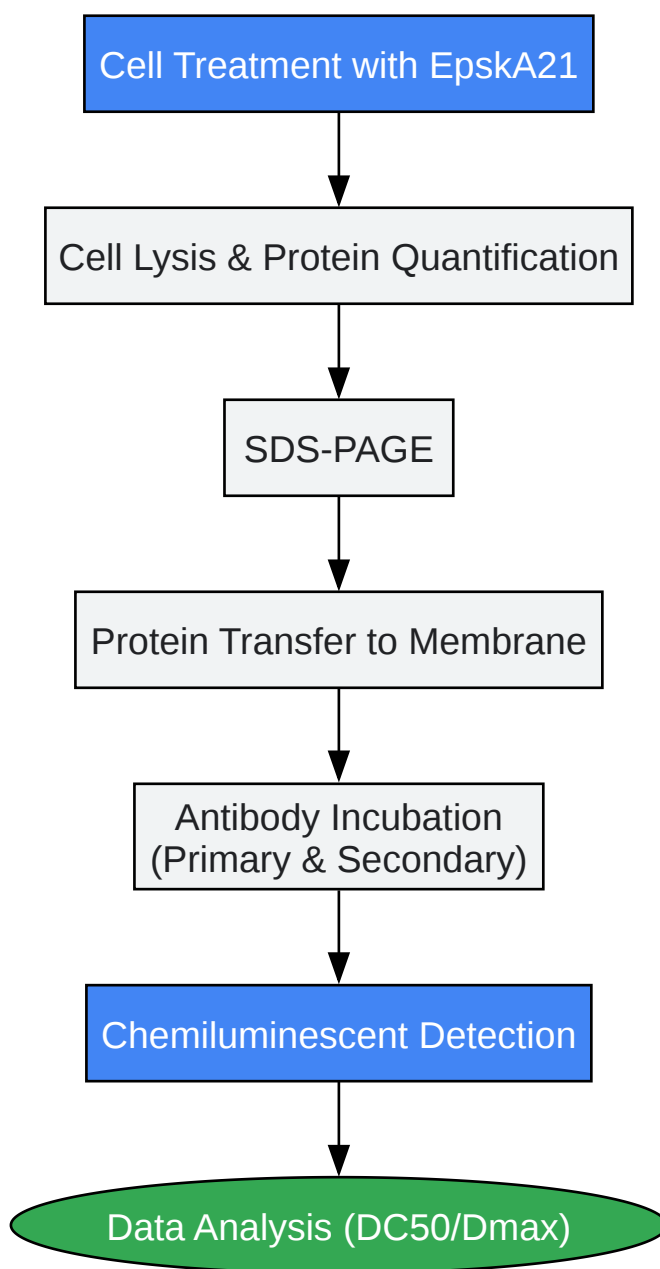 Cell Treatment with EpskA21
Cell Lysis & Protein Quantification
SDS-PAGE
Protein Transfer to Membrane
Antibody Incubation
(Primary & Secondary)
Chemiluminescent Detection
Data Analysis (DC50/Dmax)